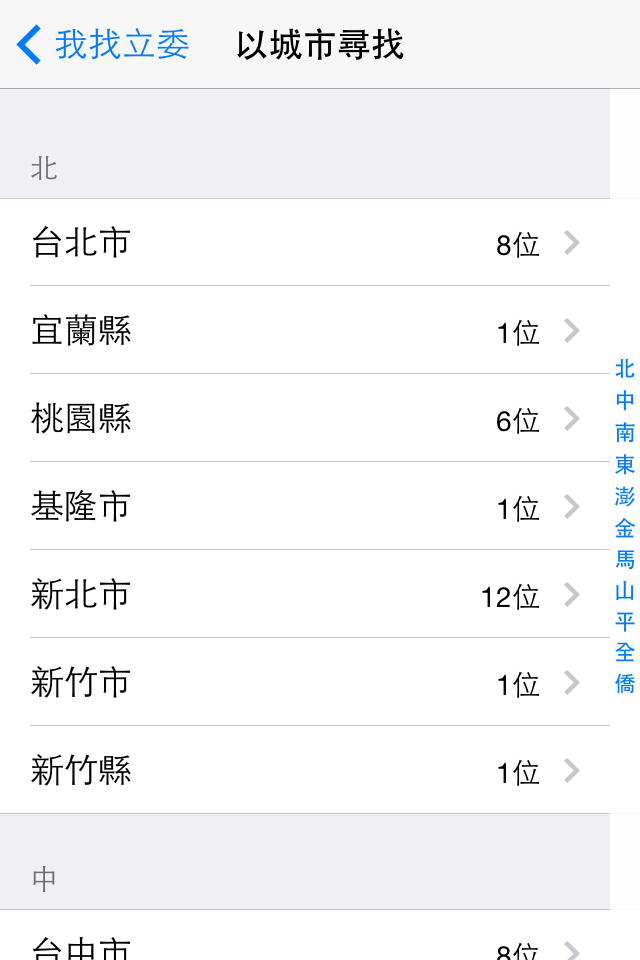 我找立委 以城市尋找
北
台北市 8位
宜蘭縣 1位
桃園縣 6位
基隆市 1位
新北市 12位
新竹市 1位
新竹縣 1位
中
台中市 8位
北
中
南
東
澎
金
馬
山
平
全
僑